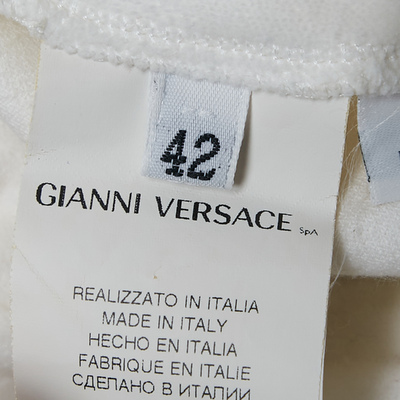 42
GIANNI VERSACE SpA
REALIZZATO IN ITALIA
MADE IN ITALY
HECHO EN ITALIA
FABRIQUE EN ITALIE
СДЕЛАНО В ИТАЛИИ